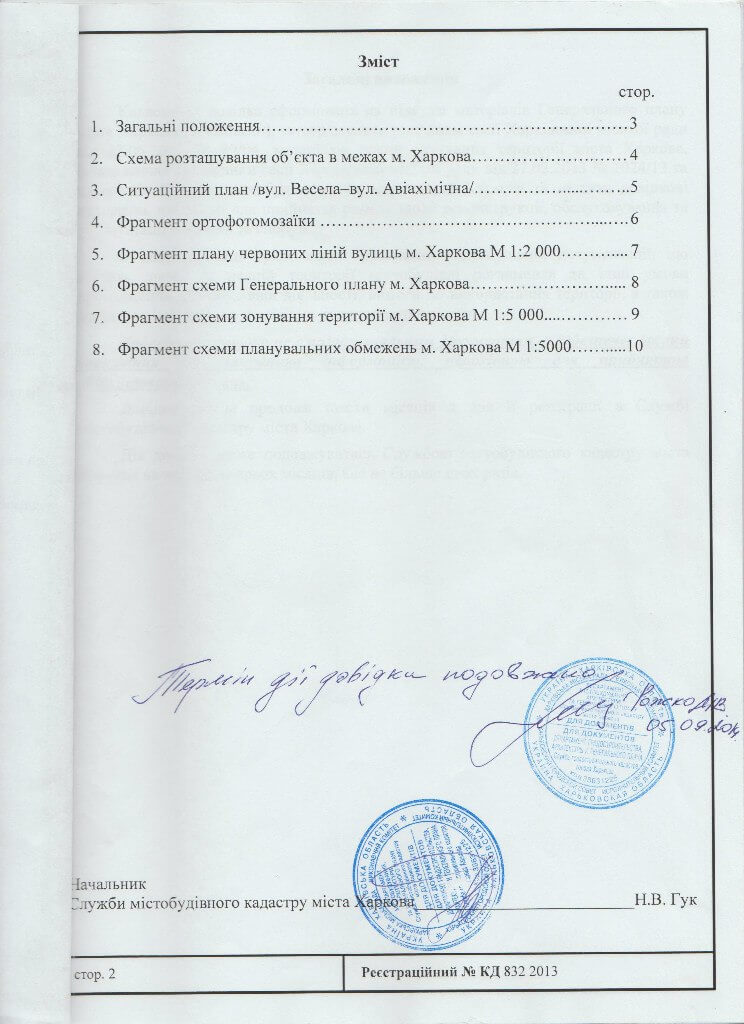 Зміст
стор.
1. Загальні положення……………………………………………………3
2. Схема розташування об’єкта в межах м. Харкова……………………… 4
3. Ситуаційний план /вул. Весела–вул. Авіахімічна/……………......……..5
4. Фрагмент ортофотомозаїки …………………………………………...….6
5. Фрагмент плану червоних ліній вулиць м. Харкова М 1:2 000………... 7
6. Фрагмент схеми Генерального плану м. Харкова……………………..... 8
7. Фрагмент схеми зонування території м. Харкова М 1:5 000....………… 9
8. Фрагмент схеми планувальних обмежень м. Харкова М 1:5000……......10
Термін дії довідки подовжено
05.09.2014
ДЛЯ ДОКУМЕНТІВ
ДЛЯ ДОКУМЕНТОВ
Начальник
Служби містобудівного кадастру міста Харкова Н.В. Гук
стор. 2 Реєстраційний № КД 832 2013